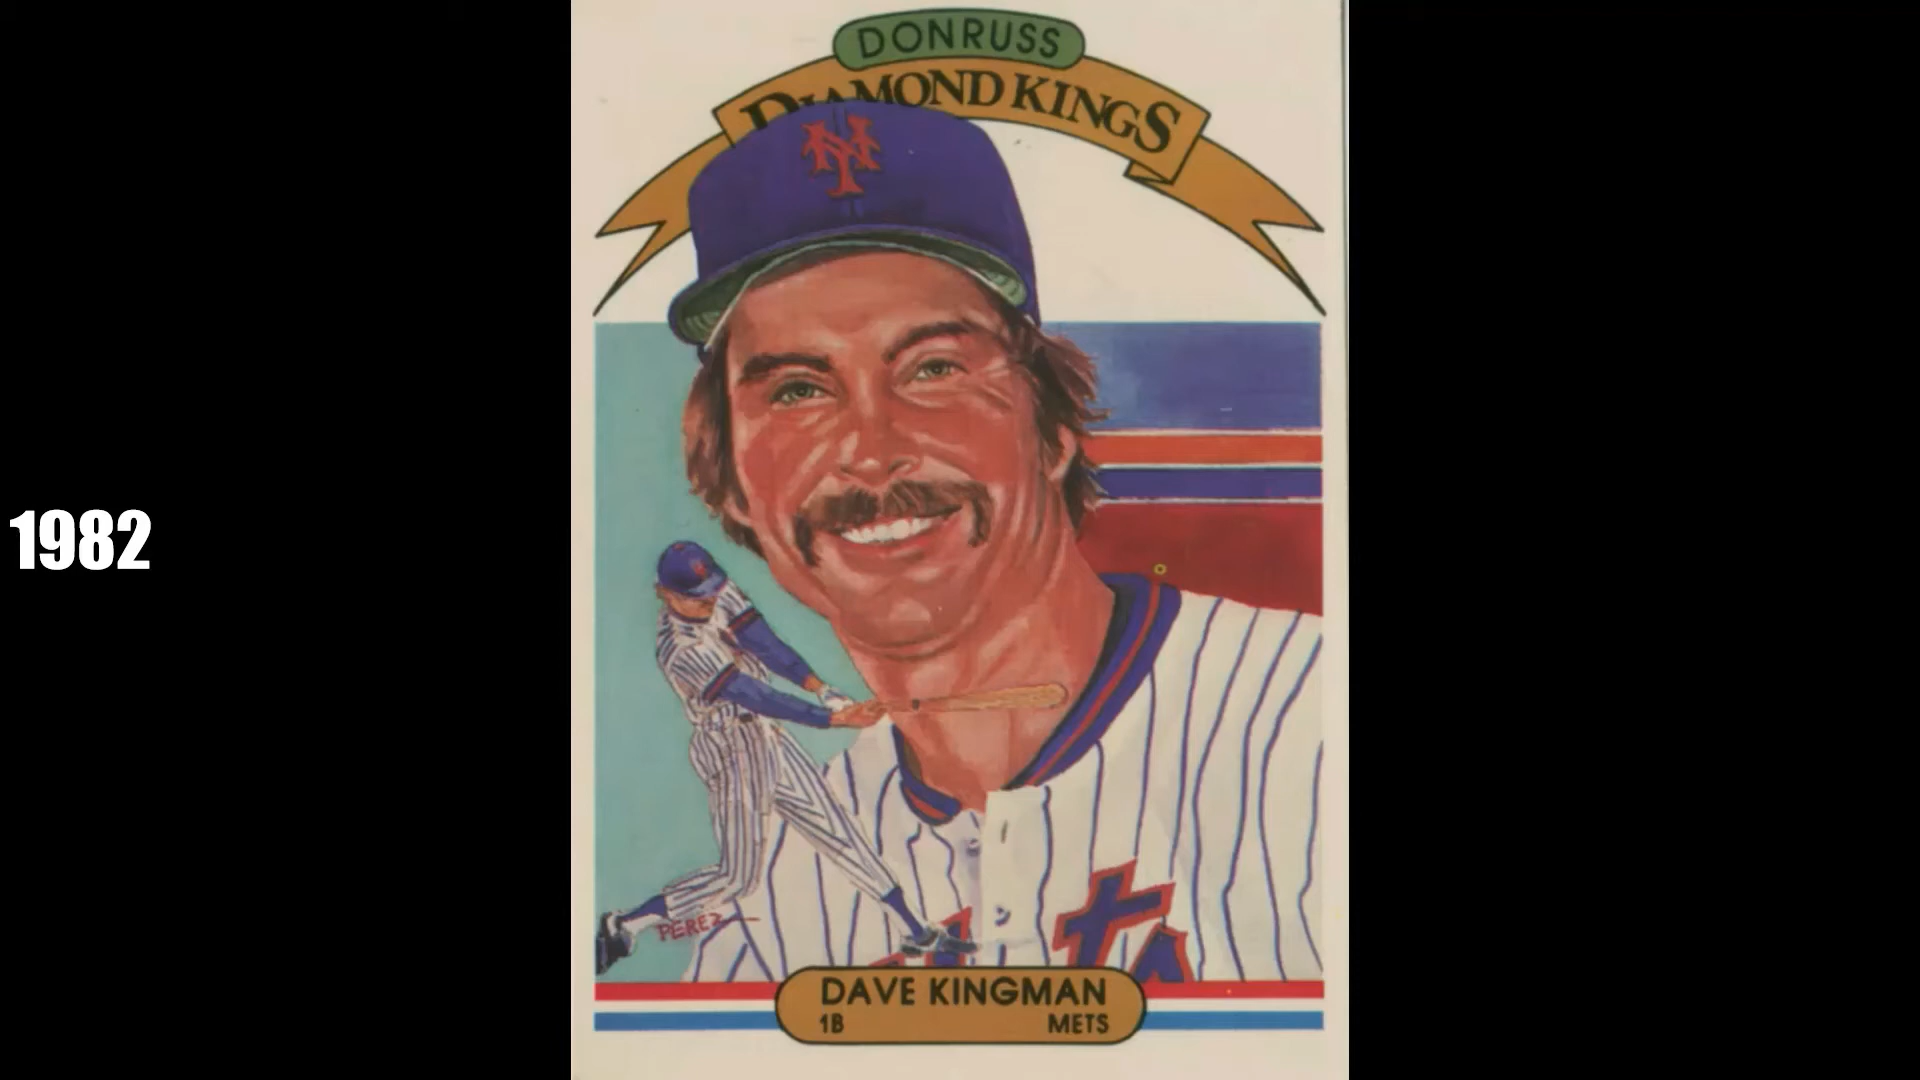 DONRUSS
DIAMOND KINGS
NY
1982
PEREZ
DAVE KINGMAN
1B METS